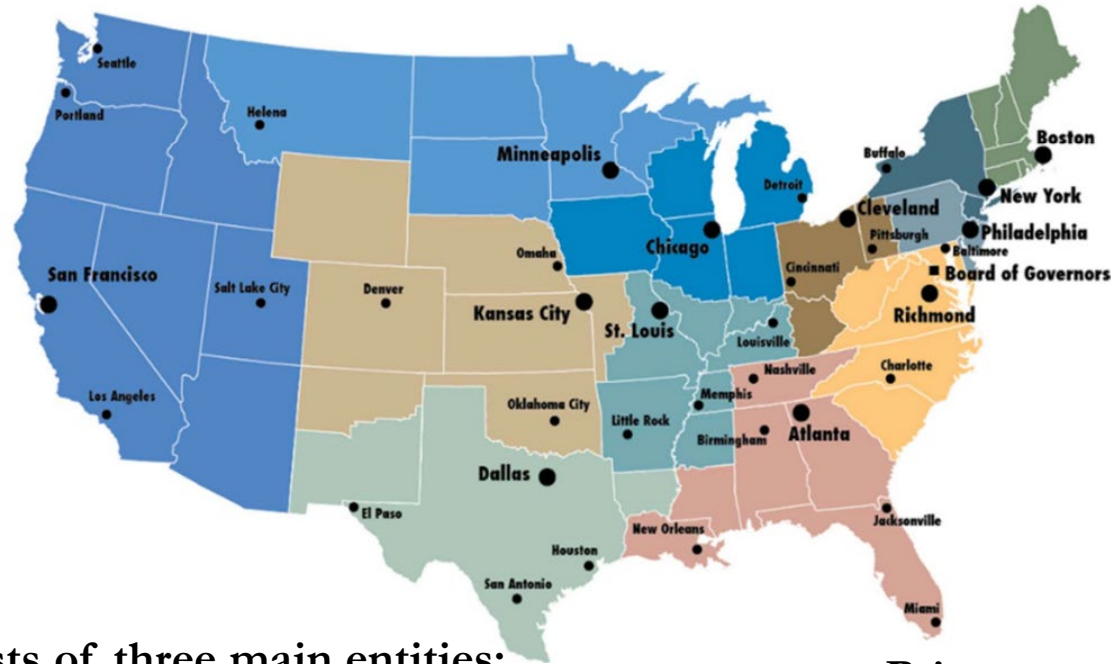 Seattle
Portland
Helena
Minneapolis
Boston
Buffalo
Detroit
New York
Cleveland
Philadelphia
Pittsburgh
Baltimore
Chicago
Omaha
Cincinnati
Board of Governors
San Francisco
Salt Lake City
Denver
Kansas City
St. Louis
Richmond
Louisville
Nashville
Charlotte
Los Angeles
Memphis
Oklahoma City
Little Rock
Birmingham
Atlanta
Dallas
El Paso
Jacksonville
New Orleans
Houston
San Antonio
Miami
of three main entities: